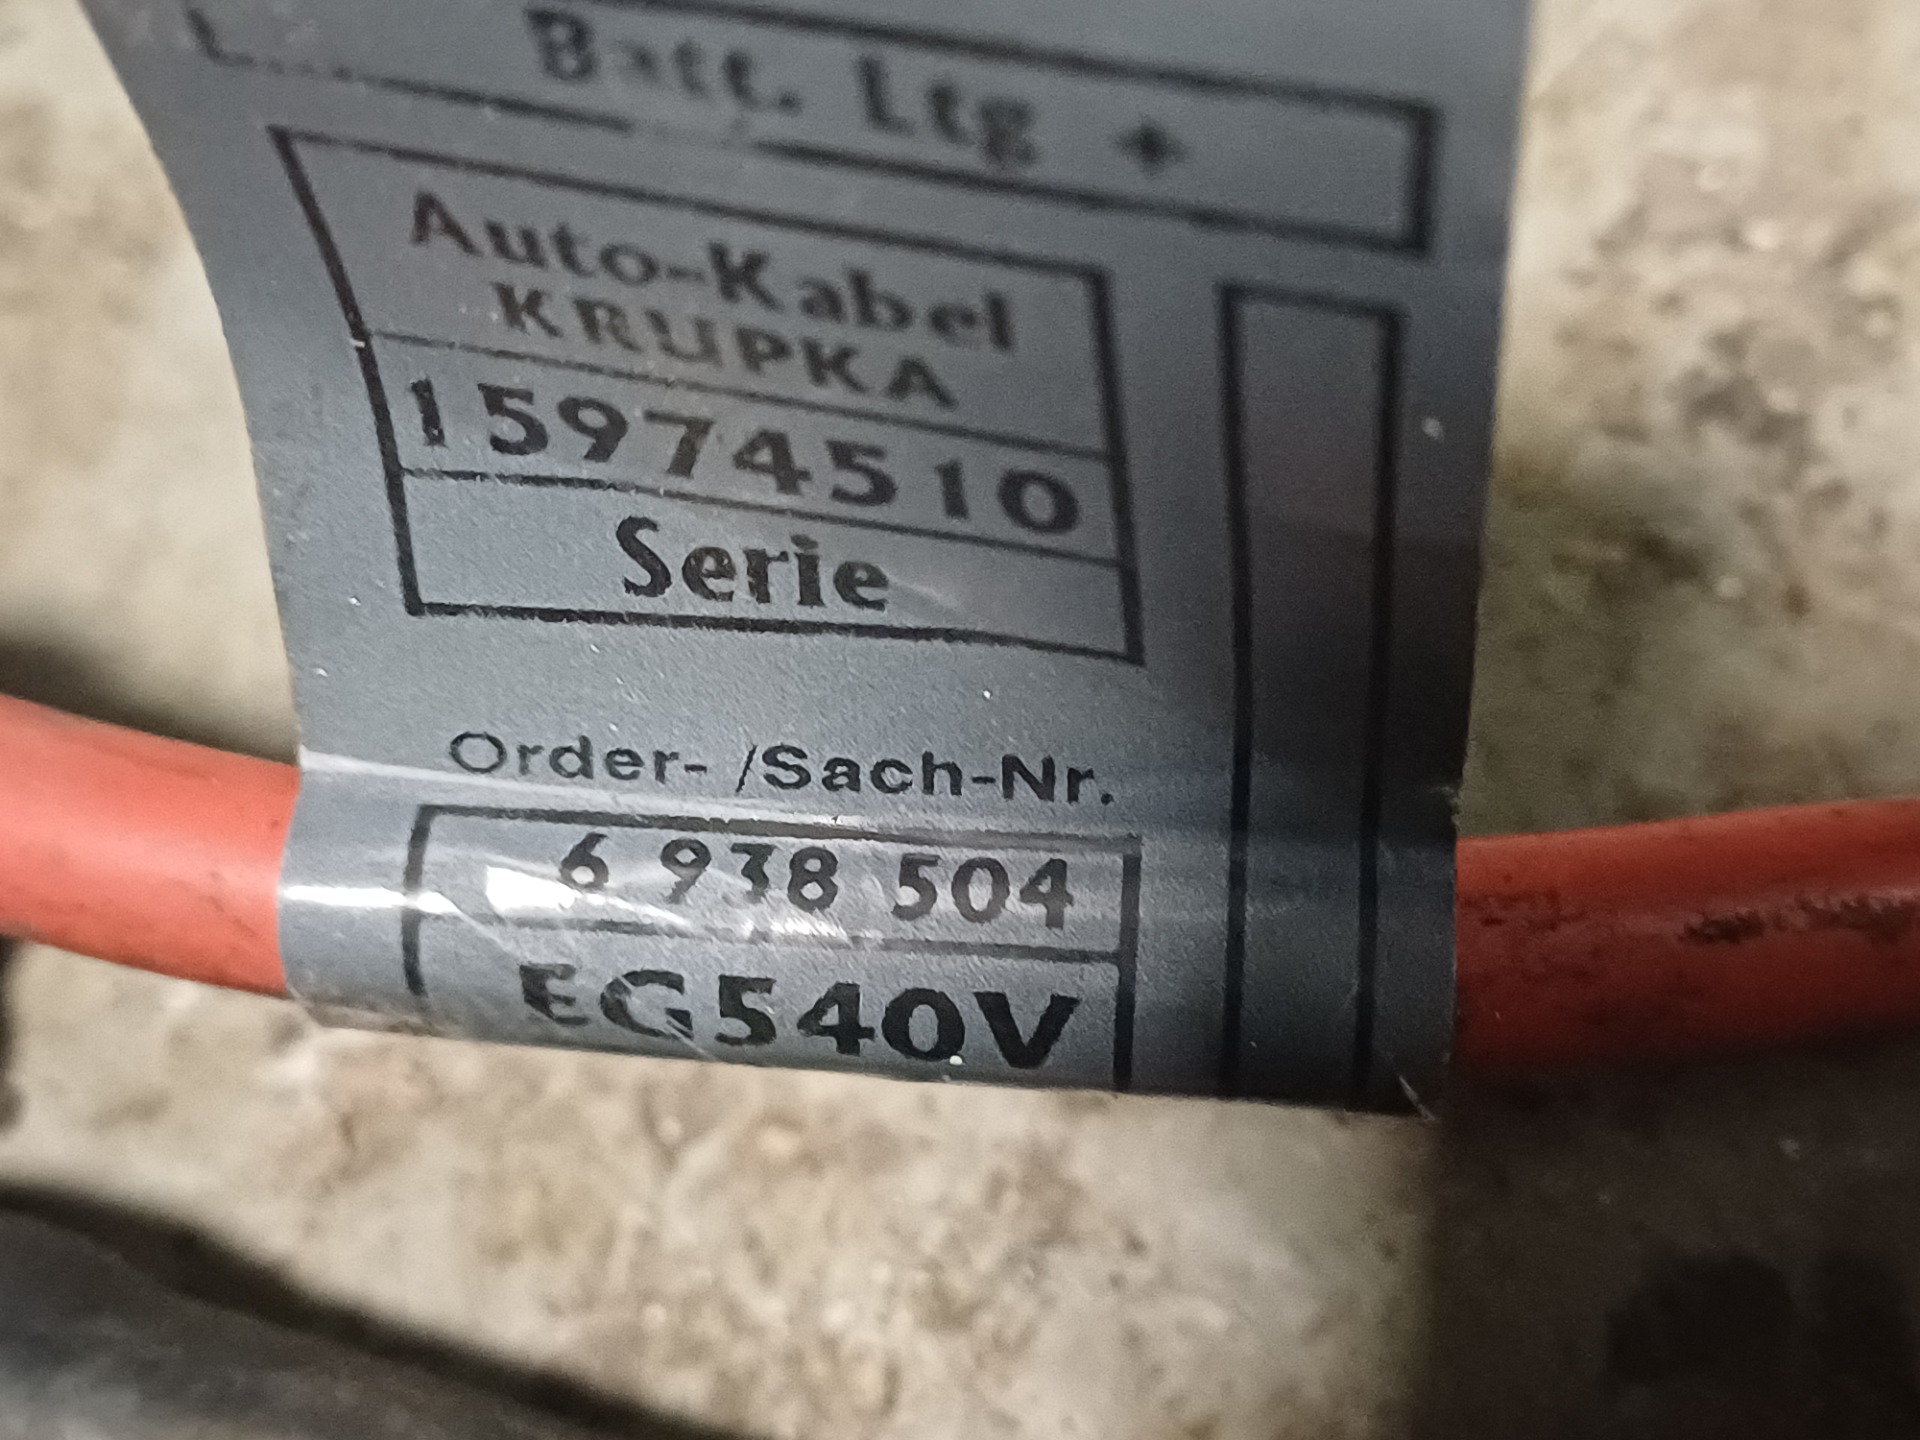 Batt. Ltg +
Auto-Kabel
KRUPKA
15974510
Serie
Order- /Sach-Nr.
6 938 504
EG540V